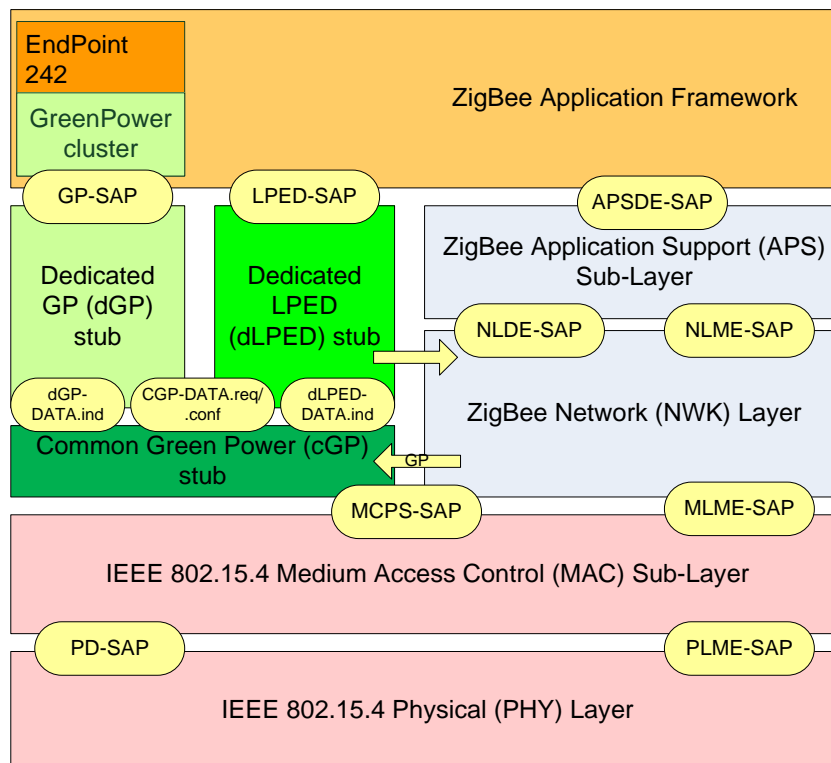 EndPoint
242
GreenPower
cluster
ZigBee Application Framework
GP-SAP
LPED-SAP
APSDE-SAP
Dedicated
GP (dGP)
stub
Dedicated
LPED
(dLPED) stub
ZigBee Application Support (APS)
Sub-Layer
NLDE-SAP
NLME-SAP
dGP-
DATA.ind
CGP-DATA.req/
.conf
dLPED-
DATA.ind
ZigBee Network (NWK) Layer
Common Green Power (cGP)
stub
GP
MCPS-SAP
MLME-SAP
IEEE 802.15.4 Medium Access Control (MAC) Sub-Layer
PD-SAP
PLME-SAP
IEEE 802.15.4 Physical (PHY) Layer